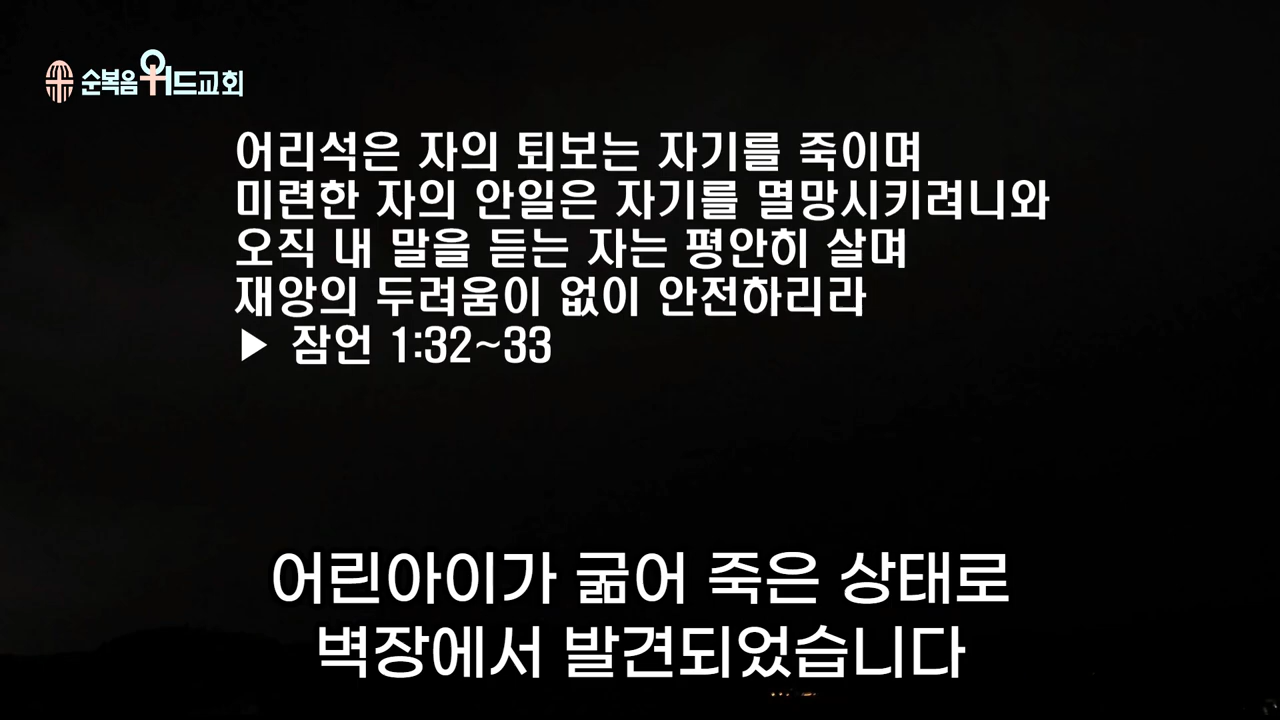 순복음위드교회
어리석은 자의 퇴보는 자기를 죽이며
미련한 자의 안일은 자기를 멸망시키려니와
오직 내 말을 듣는 자는 평안히 살며
재앙의 두려움이 없이 안전하리라
▶ 잠언 1:32~33
어린아이가 굶어 죽은 상태로
벽장에서 발견되었습니다